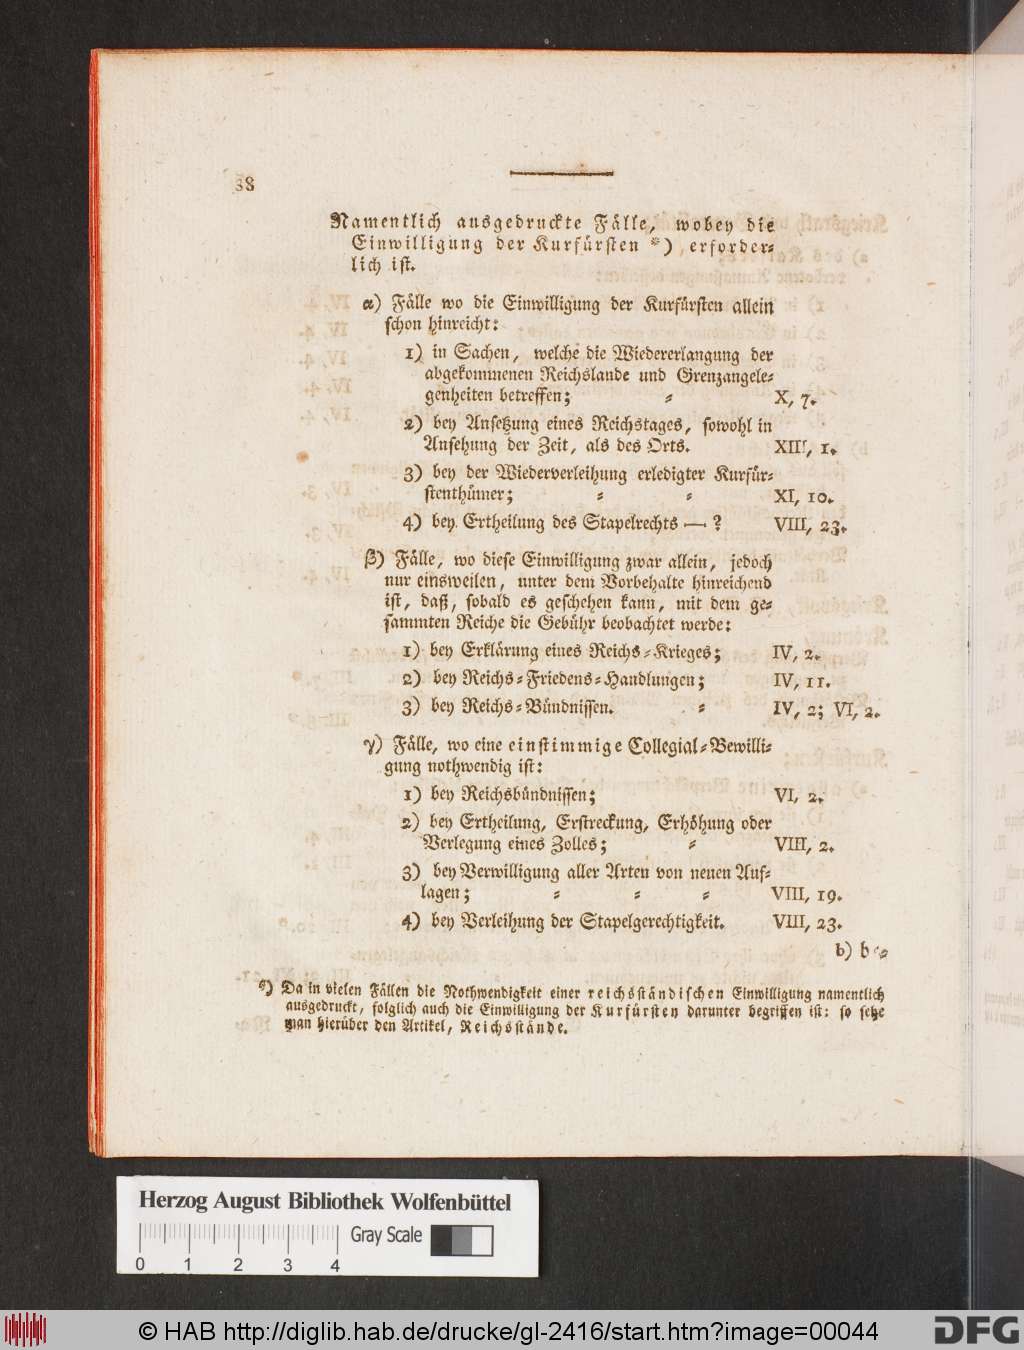 38
Namentlich ausgedruckte Fälle, wobey die
Einwilligung der Kurfürsten *) erforder⸗
lich ist.
α) Fälle wo die Einwilligung der Kurfürsten allein
schon hinreicht:
1) in Sachen, welche die Wiedererlangung der
abgekommenen Reichslande und Grenzangele⸗
genheiten betreffen; ⸗ X, 7.
2) bey Ansetzung eines Reichstages, sowohl in
Ansehung der Zeit, als des Orts. XIII, 1.
3) bey der Wiederverleihung erledigter Kurfür⸗
stenthümer; ⸗ ⸗ XI, 10.
4) bey Ertheilung des Stapelrechts — ? VIII, 23.
β) Fälle, wo diese Einwilligung zwar allein, jedoch
nur einsweilen, unter dem Vorbehalte hinreichend
ist, daß, sobald es geschehen kann, mit dem ge⸗
sammten Reiche die Gebühr beobachtet werde:
1) bey Erklärung eines Reichs⸗Krieges; IV, 2.
2) bey Reichs⸗Friedens⸗Handlungen; IV, 11.
3) bey Reichs⸗Bündnissen. ⸗ IV, 2; VI, 2.
γ) Fälle, wo eine einstimmige Collegial⸗Bewilli⸗
gung nothwendig ist:
1) bey Reichsbündnissen; VI, 2.
2) bey Ertheilung, Erstreckung, Erhöhung oder
Verlegung eines Zolles; ⸗ VIII, 2.
3) bey Verwilligung aller Arten von neuen Auf⸗
lagen; ⸗ ⸗ ⸗ VIII, 19.
4) bey Verleihung der Stapelgerechtigkeit. VIII, 23.
b) be⸗
*) Da in vielen Fällen die Nothwendigkeit einer reichsständischen Einwilligung namentlich
ausgedruckt, folglich auch die Einwilligung der Kurfürsten darunter begriffen ist: so sehe
man hierüber den Artikel, Reichsstände.
Herzog August Bibliothek Wolfenbüttel
Gray Scale
0 1 2 3 4
© HAB http://diglib.hab.de/drucke/gl-2416/start.htm?image=00044
DFG